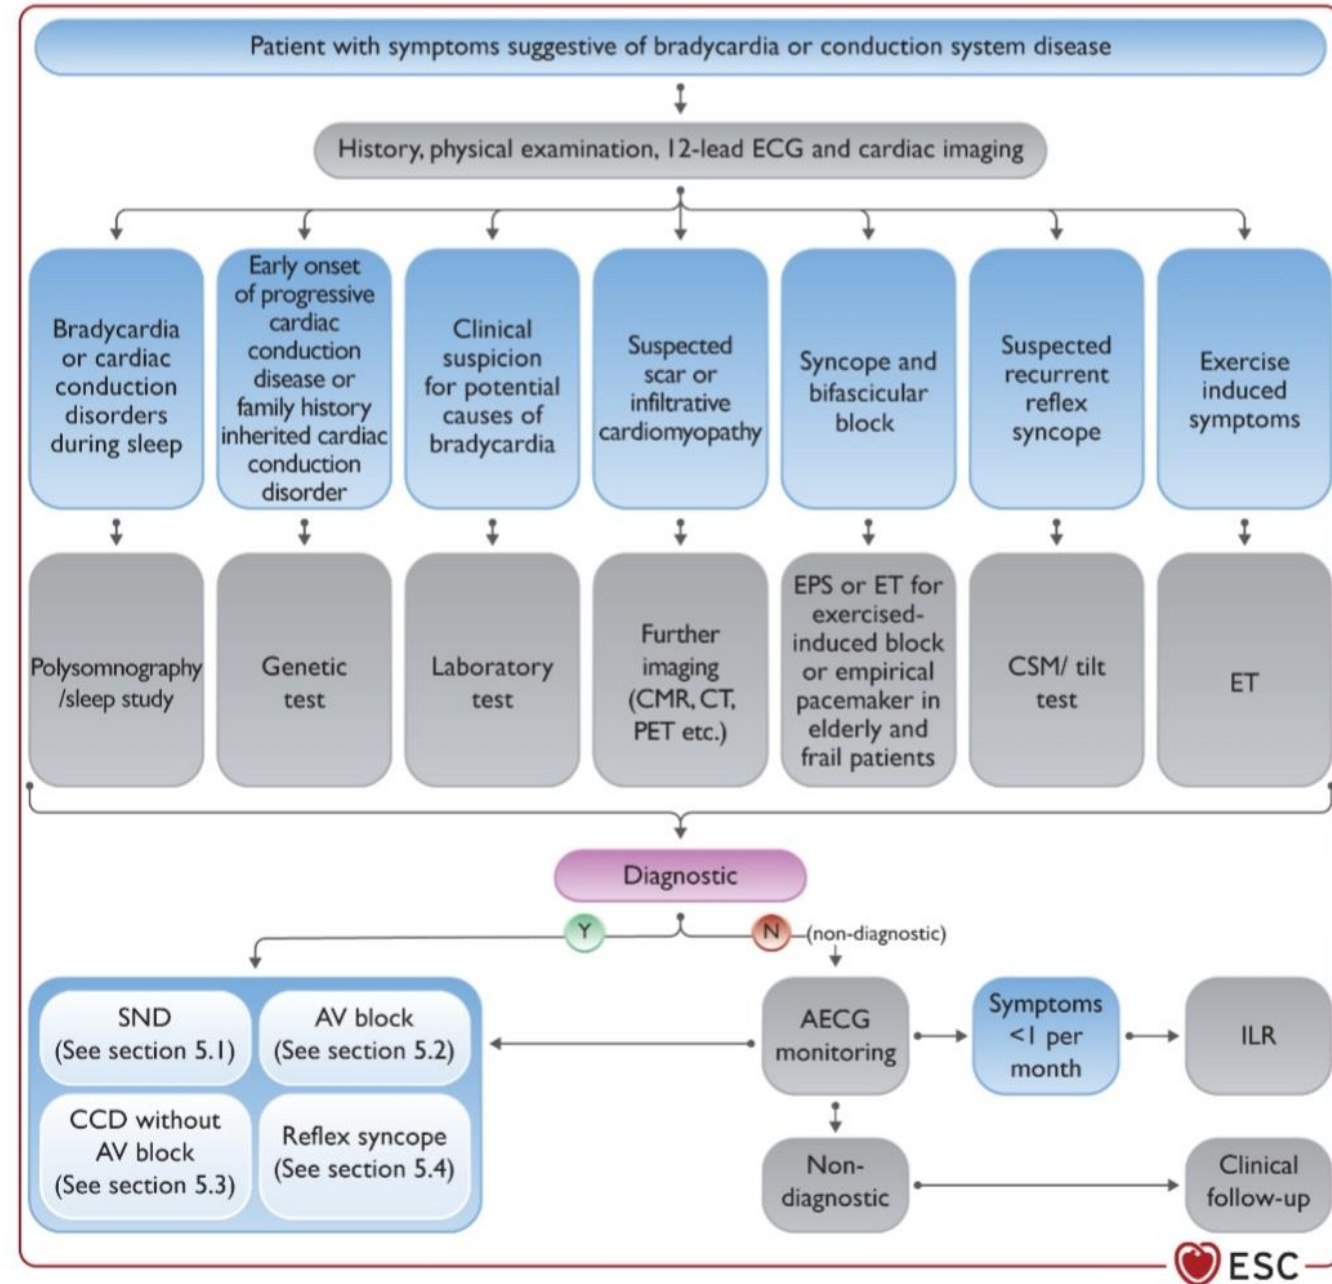 Patient with symptoms suggestive of bradycardia or conduction system disease
History, physical examination, 12-lead ECG and cardiac imaging
Bradycardia
or cardiac
conduction
disorders
during sleep
Early onset
of progressive
cardiac
conduction
disease or
family history
inherited cardiac
conduction
disorder
Clinical
suspicion
for potential
causes of
bradycardia
Suspected
scar or
infiltrative
cardiomyopathy
Syncope and
bifascicular
block
Suspected
recurrent
reflex
syncope
Exercise
induced
symptoms
Polysomnography
/sleep study
Genetic
test
Laboratory
test
Further
imaging
(CMR, CT,
PET etc.)
EPS or ET for
exercised-
induced block
or empirical
pacemaker in
elderly and
frail patients
CSM/ tilt
test
ET
Diagnostic
Y
N
(non-diagnostic)
SND
(See section 5.1)
AV block
(See section 5.2)
CCD without
AV block
(See section 5.3)
Reflex syncope
(See section 5.4)
AECG
monitoring
Symptoms
<1 per
month
ILR
Non-
diagnostic
Clinical
follow-up
ESC